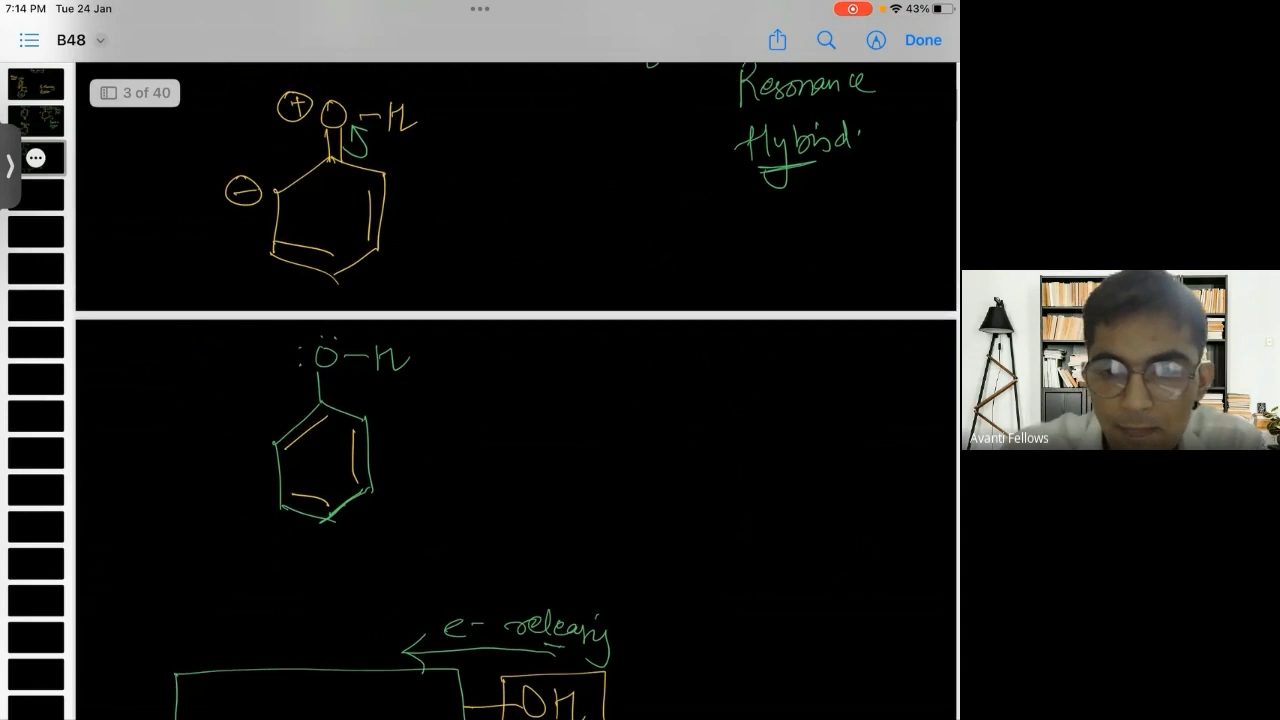 7:14 PM Tue 24 Jan
43%
B48
Done
3 of 40
Resonance
Hybrid.
+ O - H
-
: Ö - H
e- releasing
OH
Avanti Fellows